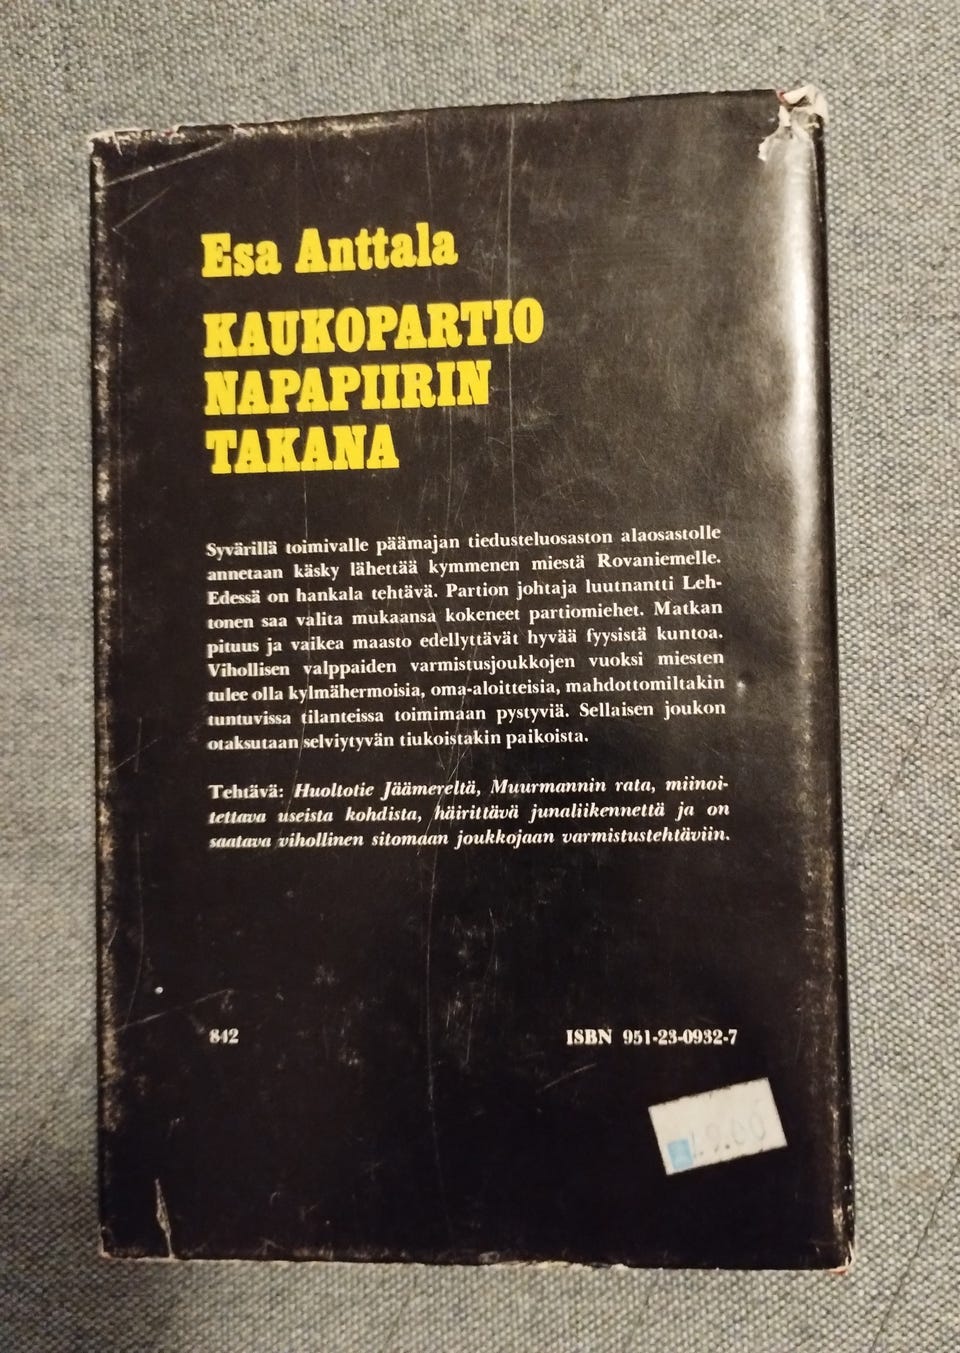 Esa Anttala
KAUKOPARTIO
NAPAPIIRIN
TAKANA
Syvärillä toimivalle päämajan tiedusteluosaston alaosastolle
annetaan käsky lähettää kymmenen miestä Rovaniemelle.
Edessä on hankala tehtävä. Partion johtaja luutnantti Leh-
tonen saa valita mukaansa kokeneet partiomiehet. Matkan
pituus ja vaikea maasto edellyttävät hyvää fyysistä kuntoa.
Vihollisen valppaiden varmistusjoukkojen vuoksi miesten
tulee olla kylmähermoisia, oma-aloitteisia, mahdottomiltakin
tuntuvissa tilanteissa toimimaan pystyviä. Sellaisen joukon
otaksutaan selviytyvän tiukoistakin paikoista.
Tehtävä: Huoltotie Jäämereltä, Muurmannin rata, miinoi-
tettava useista kohdista, häirittävä junaliikennettä ja on
saatava vihollinen sitomaan joukkojaan varmistustehtäviin.
842
ISBN 951-23-0932-7